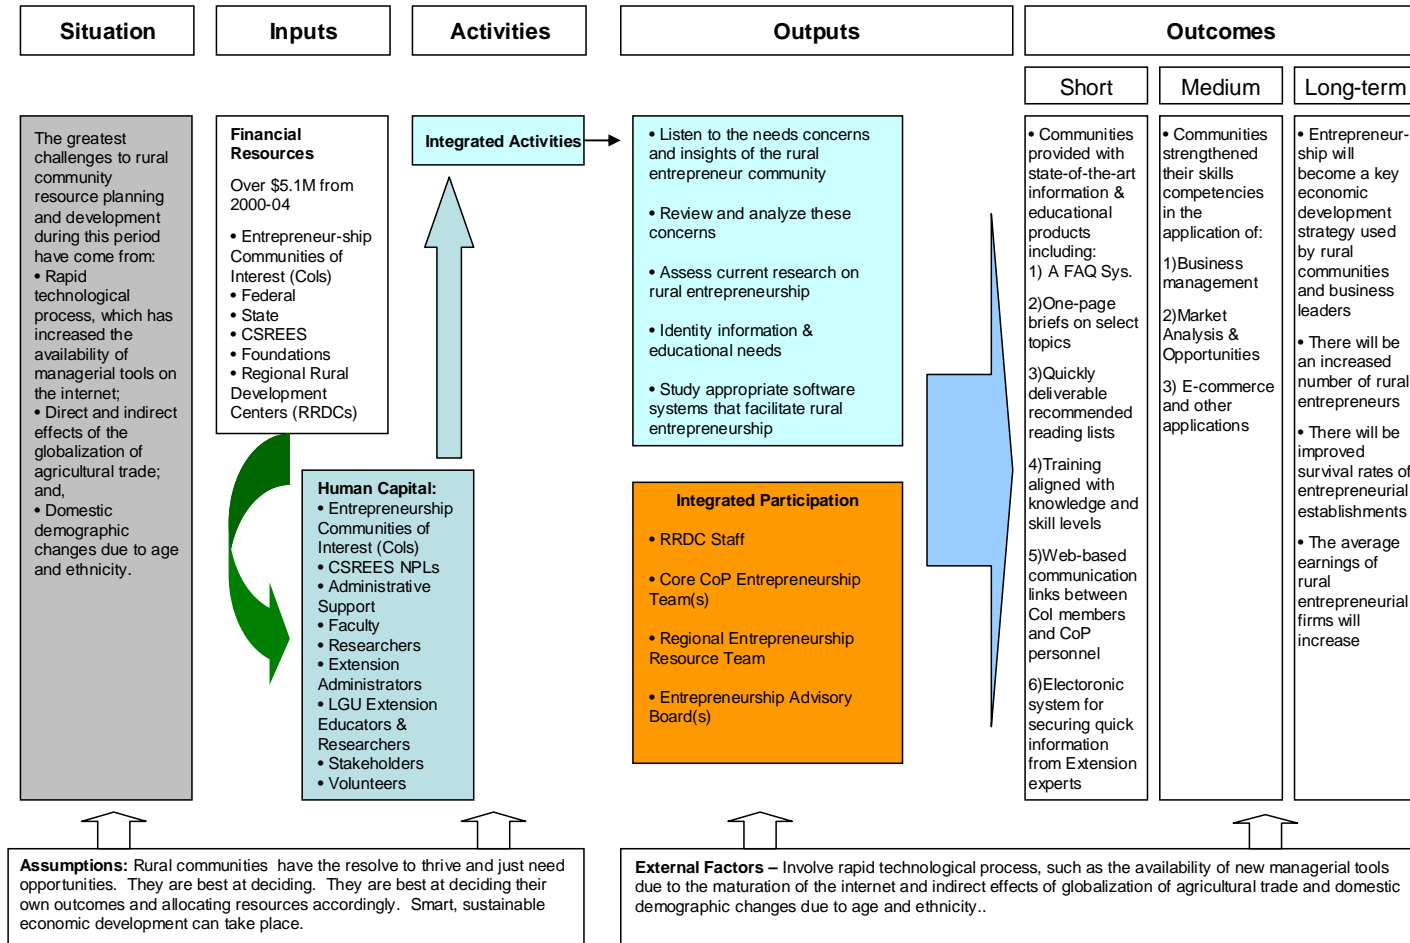 Situation
Inputs
Activities
Outputs
Outcomes
Short
Medium
Long-term
The greatest
challenges to rural
community
resource planning
and development
during this period
have come from:
• Rapid
technological
process, which has
increased the
availability of
managerial tools on
the internet;
• Direct and indirect
effects of the
globalization of
agricultural trade;
and,
• Domestic
demographic
changes due to age
and ethnicity.
Financial
Resources
Over $5.1M from
2000-04
• Entrepreneur-ship
Communities of
Interest (CoIs)
• Federal
• State
• CSREES
• Foundations
• Regional Rural
Development
Centers (RRDCs)
Human Capital:
• Entrepreneurship
Communities of
Interest (CoIs)
• CSREES NPLs
• Administrative
Support
• Faculty
• Researchers
• Extension
Administrators
• LGU Extension
Educators &
Researchers
• Stakeholders
• Volunteers
Integrated Activities
• Listen to the needs concerns
and insights of the rural
entrepreneur community
• Review and analyze these
concerns
• Assess current research on
rural entrepreneurship
• Identity information &
educational needs
• Study appropriate software
systems that facilitate rural
entrepreneurship
Integrated Participation
• RRDC Staff
• Core CoP Entrepreneurship
Team(s)
• Regional Entrepreneurship
Resource Team
• Entrepreneurship Advisory
Board(s)
• Communities
provided with
state-of-the-art
information &
educational
products
including:
1) A FAQ Sys.
2)One-page
briefs on select
topics
3)Quickly
deliverable
recommended
reading lists
4)Training
aligned with
knowledge and
skill levels
5)Web-based
communication
links between
CoI members
and CoP
personnel
6)Electoronic
system for
securing quick
information
from Extension
experts
• Communities
strengthened
their skills
competencies
in the
application of:
1)Business
management
2)Market
Analysis &
Opportunities
3) E-commerce
and other
applications
• Entrepreneur-
ship will
become a key
economic
development
strategy used
by rural
communities
and business
leaders
• There will be
an increased
number of rural
entrepreneurs
• There will be
improved
survival rates of
entrepreneurial
establishments
• The average
earnings of
rural
entrepreneurial
firms will
increase
Assumptions: Rural communities have the resolve to thrive and just need
opportunities. They are best at deciding. They are best at deciding their
own outcomes and allocating resources accordingly. Smart, sustainable
economic development can take place.
External Factors – Involve rapid technological process, such as the availability of new managerial tools
due to the maturation of the internet and indirect effects of globalization of agricultural trade and domestic
demographic changes due to age and ethnicity..